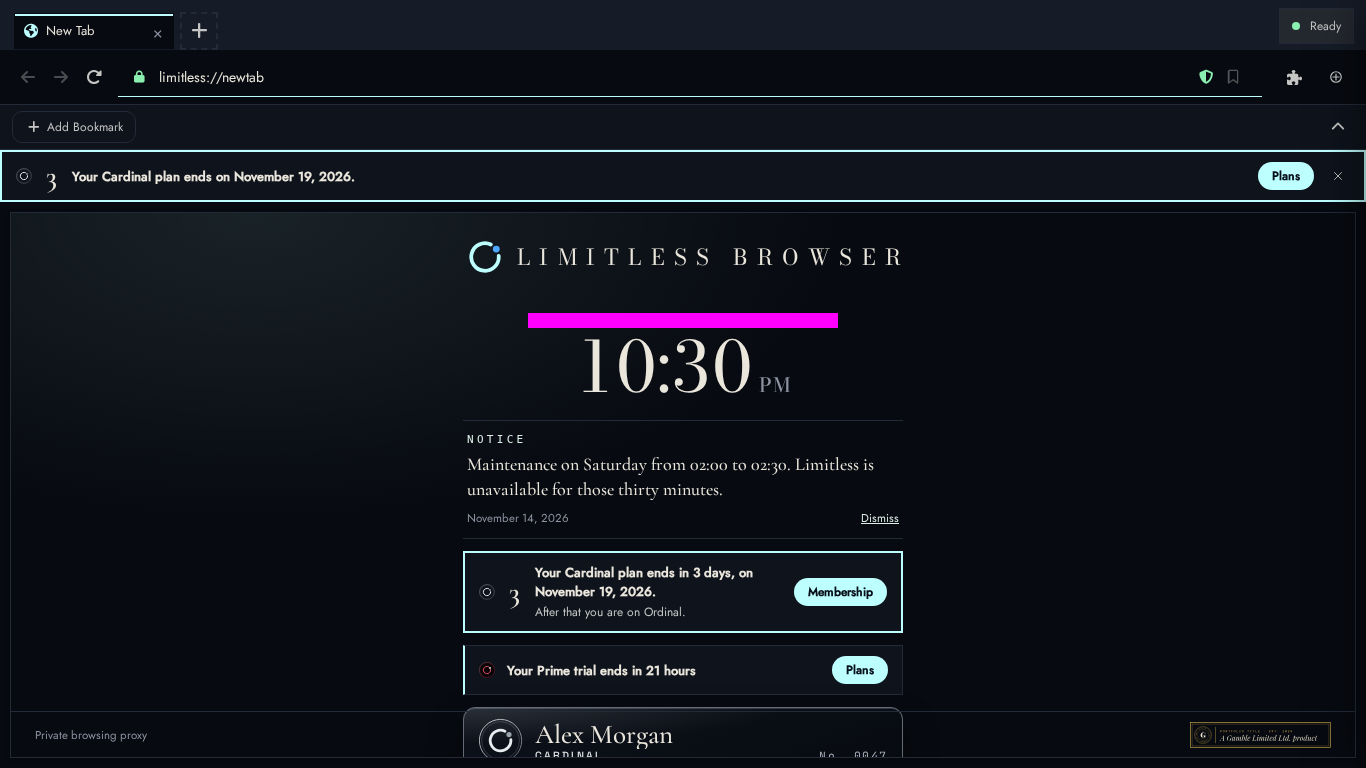 New Tab
Ready
limitless://newtab
Add Bookmark
3 Your Cardinal plan ends on November 19, 2026.
Plans
LIMITLESS BROWSER
10:30 PM
NOTICE
Maintenance on Saturday from 02:00 to 02:30. Limitless is
unavailable for those thirty minutes.
November 14, 2026
Dismiss
3
Your Cardinal plan ends in 3 days, on
November 19, 2026.
After that you are on Ordinal.
Membership
Your Prime trial ends in 21 hours
Plans
Alex Morgan
CARDINAL
No. 0047
Private browsing proxy
G
A Gamble Limited Ltd. product